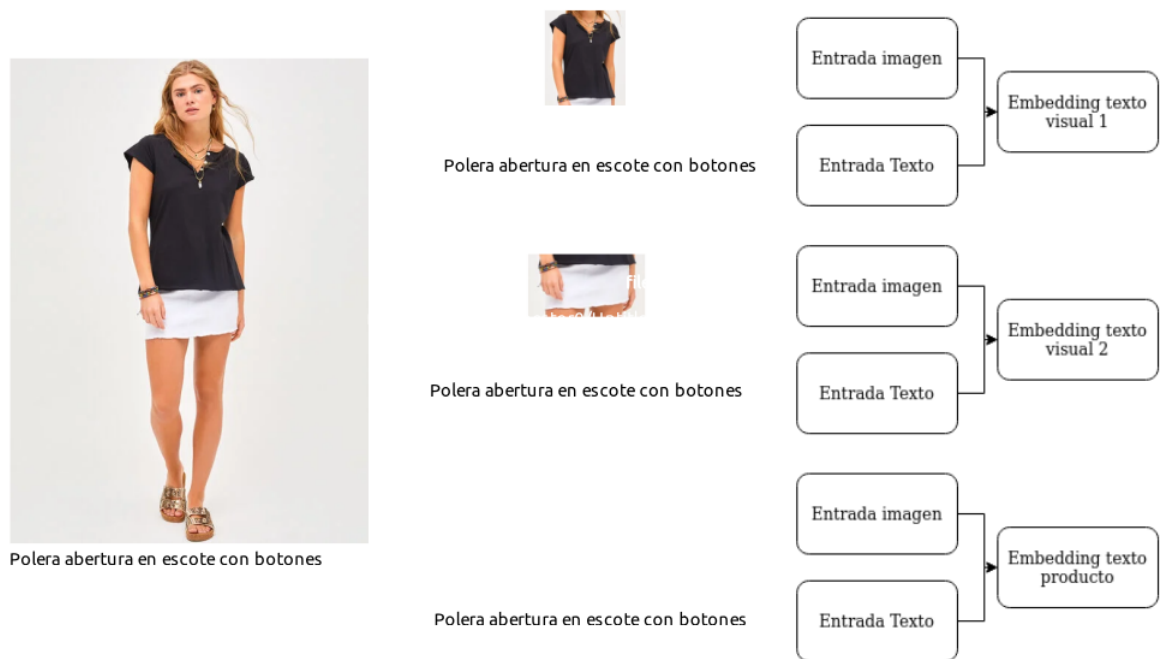 Entrada imagen
Embedding texto
visual 1
Polera abertura en escote con botones
Entrada Texto
Entrada imagen
Embedding texto
visual 2
Polera abertura en escote con botones
Entrada Texto
Entrada imagen
Polera abertura en escote con botones
Embedding texto
producto
Polera abertura en escote con botones
Entrada Texto